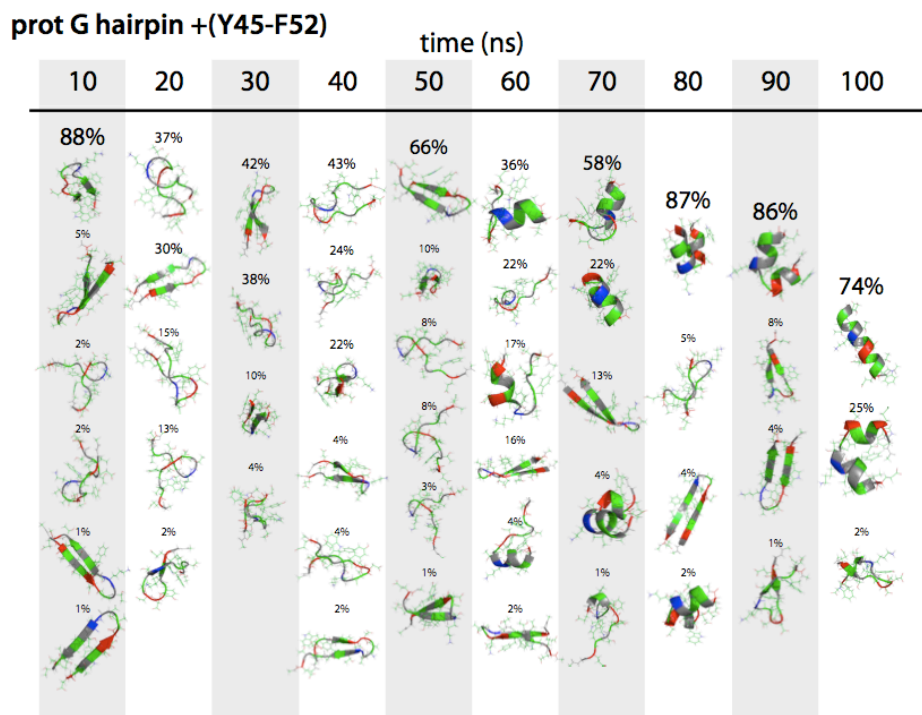 prot G hairpin +(Y45-F52)
time (ns)
10 20 30 40 50 60 70 80 90 100
88% 37% 42% 43% 66% 36% 58% 87% 86% 74%
5% 30% 38% 24% 10% 22% 22% 5% 8% 25%
2% 15% 10% 22% 8% 17% 13% 4% 4% 2%
2% 13% 4% 4% 8% 16% 4% 2% 1%
1% 2% 4% 3% 4% 1%
1% 2% 1% 2%